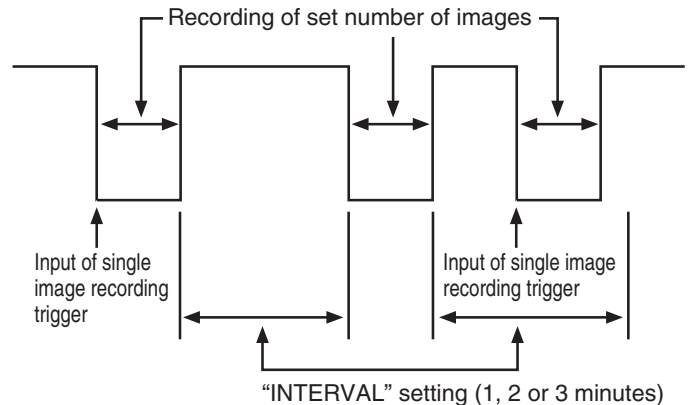 Recording of set number of images
Input of single
image recording
trigger
Input of single image
recording trigger
“INTERVAL” setting (1, 2 or 3 minutes)